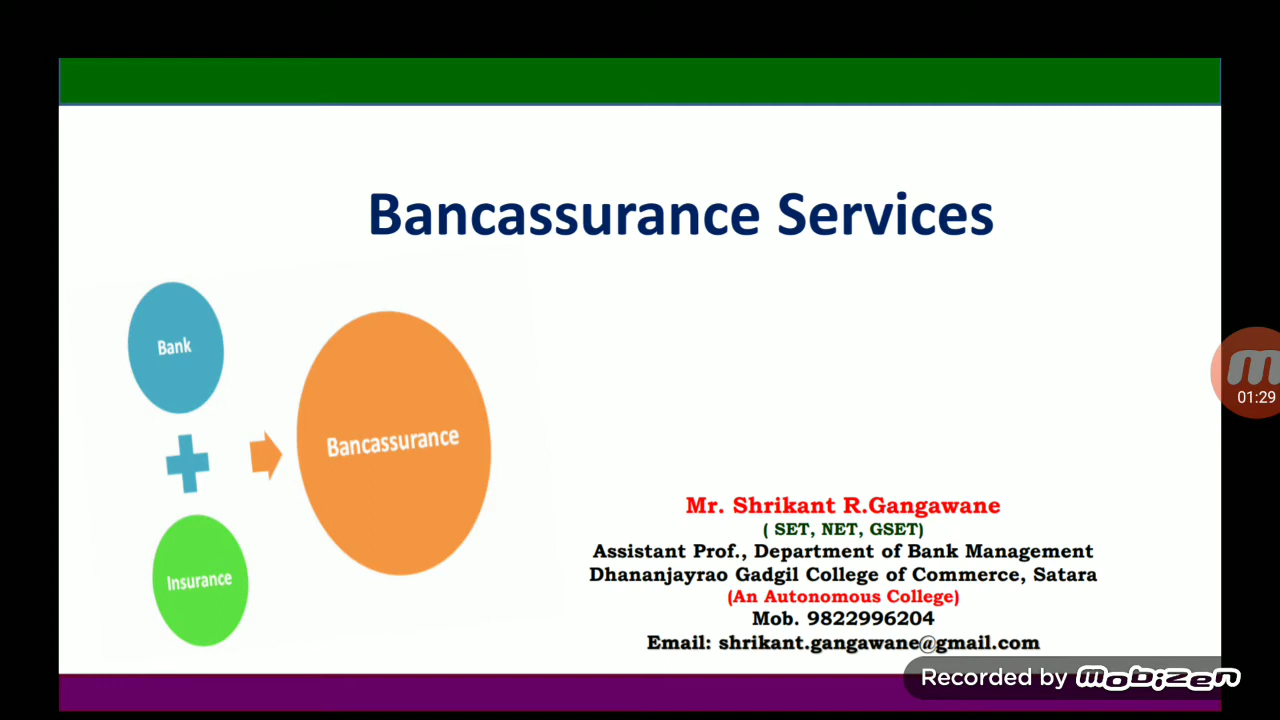 Bancassurance Services
Bank
Bancassurance
Insurance
Mr. Shrikant R.Gangawane
( SET, NET, GSET)
Assistant Prof., Department of Bank Management
Dhananjayrao Gadgil College of Commerce, Satara
(An Autonomous College)
Mob. 9822996204
Email: shrikant.gangawane@gmail.com
m
01:29
Recorded by mobizen